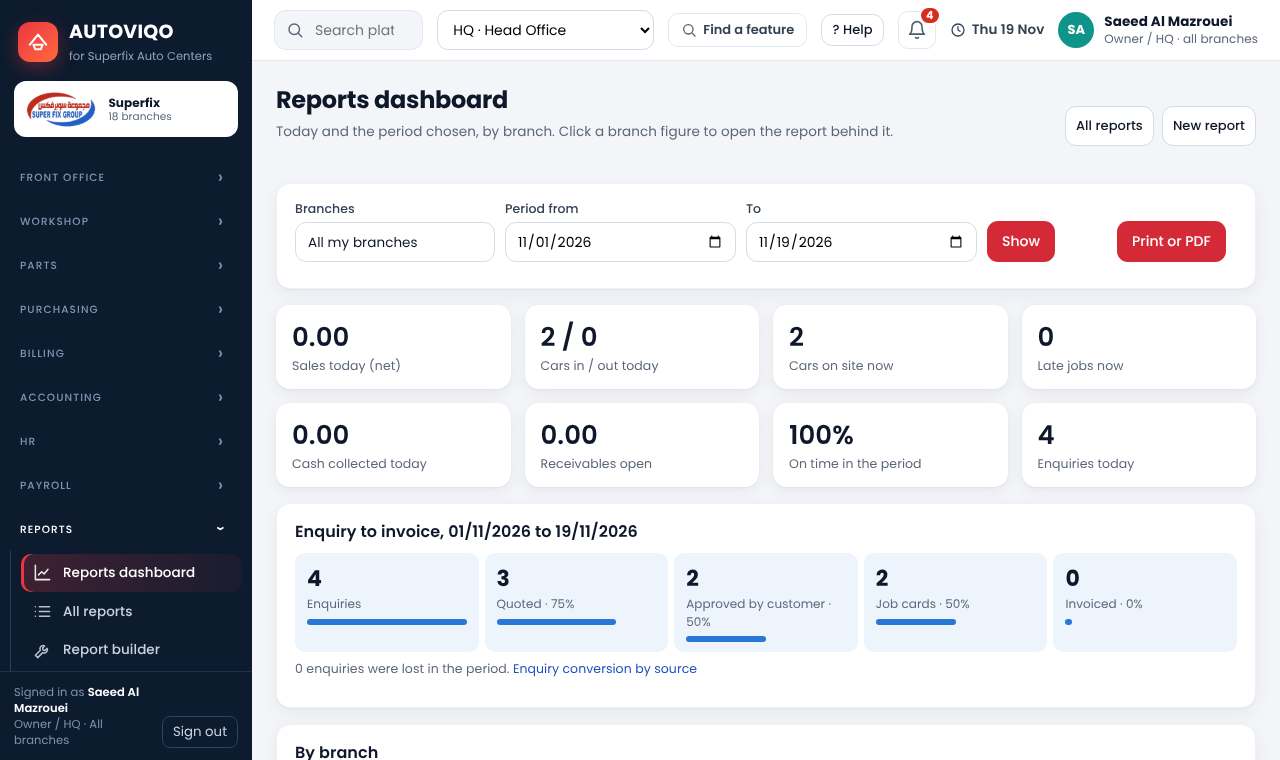 AUTOVIQO
for Superfix Auto Centers
مجموعة سوبر فكس
SUPER FIX GROUP
Superfix
18 branches
FRONT OFFICE
WORKSHOP
PARTS
PURCHASING
BILLING
ACCOUNTING
HR
PAYROLL
REPORTS
Reports dashboard
All reports
Report builder
Signed in as Saeed Al
Mazrouei
Owner / HQ · All
branches
Sign out
Search plat
HQ · Head Office
Find a feature
? Help
4
Thu 19 Nov
SA
Saeed Al Mazrouei
Owner / HQ · all branches
Reports dashboard
Today and the period chosen, by branch. Click a branch figure to open the report behind it.
All reports
New report
Branches
All my branches
Period from
11/01/2026
To
11/19/2026
Show
Print or PDF
0.00
Sales today (net)
2 / 0
Cars in / out today
2
Cars on site now
0
Late jobs now
0.00
Cash collected today
0.00
Receivables open
100%
On time in the period
4
Enquiries today
Enquiry to invoice, 01/11/2026 to 19/11/2026
4
Enquiries
3
Quoted · 75%
2
Approved by customer ·
50%
2
Job cards · 50%
0
Invoiced · 0%
0 enquiries were lost in the period. Enquiry conversion by source
By branch